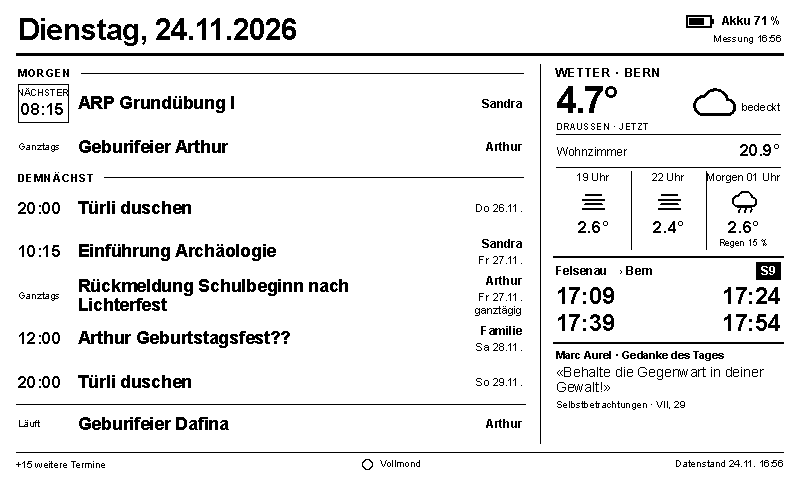 Dienstag, 24.11.2026
Akku 71 %
Messung 16:56
MORGEN
NÄCHSTER
08:15 ARP Grundübung I Sandra
Ganztags Geburifeier Arthur Arthur
DEMNÄCHST
20:00 Türli duschen Do 26.11.
10:15 Einführung Archäologie Sandra
Fr 27.11.
Ganztags Rückmeldung Schulbeginn nach
Lichterfest
Arthur
Fr 27.11.
ganztägig
12:00 Arthur Geburtstagsfest?? Familie
Sa 28.11.
20:00 Türli duschen So 29.11.
Läuft Geburifeier Dafina Arthur
WETTER · BERN
4.7° bedeckt
DRAUSSEN · JETZT
Wohnzimmer 20.9°
19 Uhr 22 Uhr Morgen 01 Uhr
2.6° 2.4° 2.6°
Regen 15 %
Felsenau › Bern S9
17:09 17:24
17:39 17:54
Marc Aurel · Gedanke des Tages
«Behalte die Gegenwart in deiner
Gewalt!»
Selbstbetrachtungen · VII, 29
+15 weitere Termine
Vollmond
Datenstand 24.11. 16:56